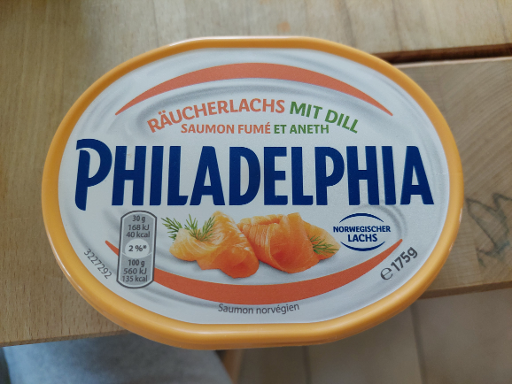 RÄUCHERLACHS MIT DILL
SAUMON FUMÉ ET ANETH
PHILADELPHIA
30 g
168 kJ
40 kcal
2 %*
100 g
560 kJ
135 kcal
3227292
NORWEGISCHER
LACHS
℮175g
Saumon norvégien